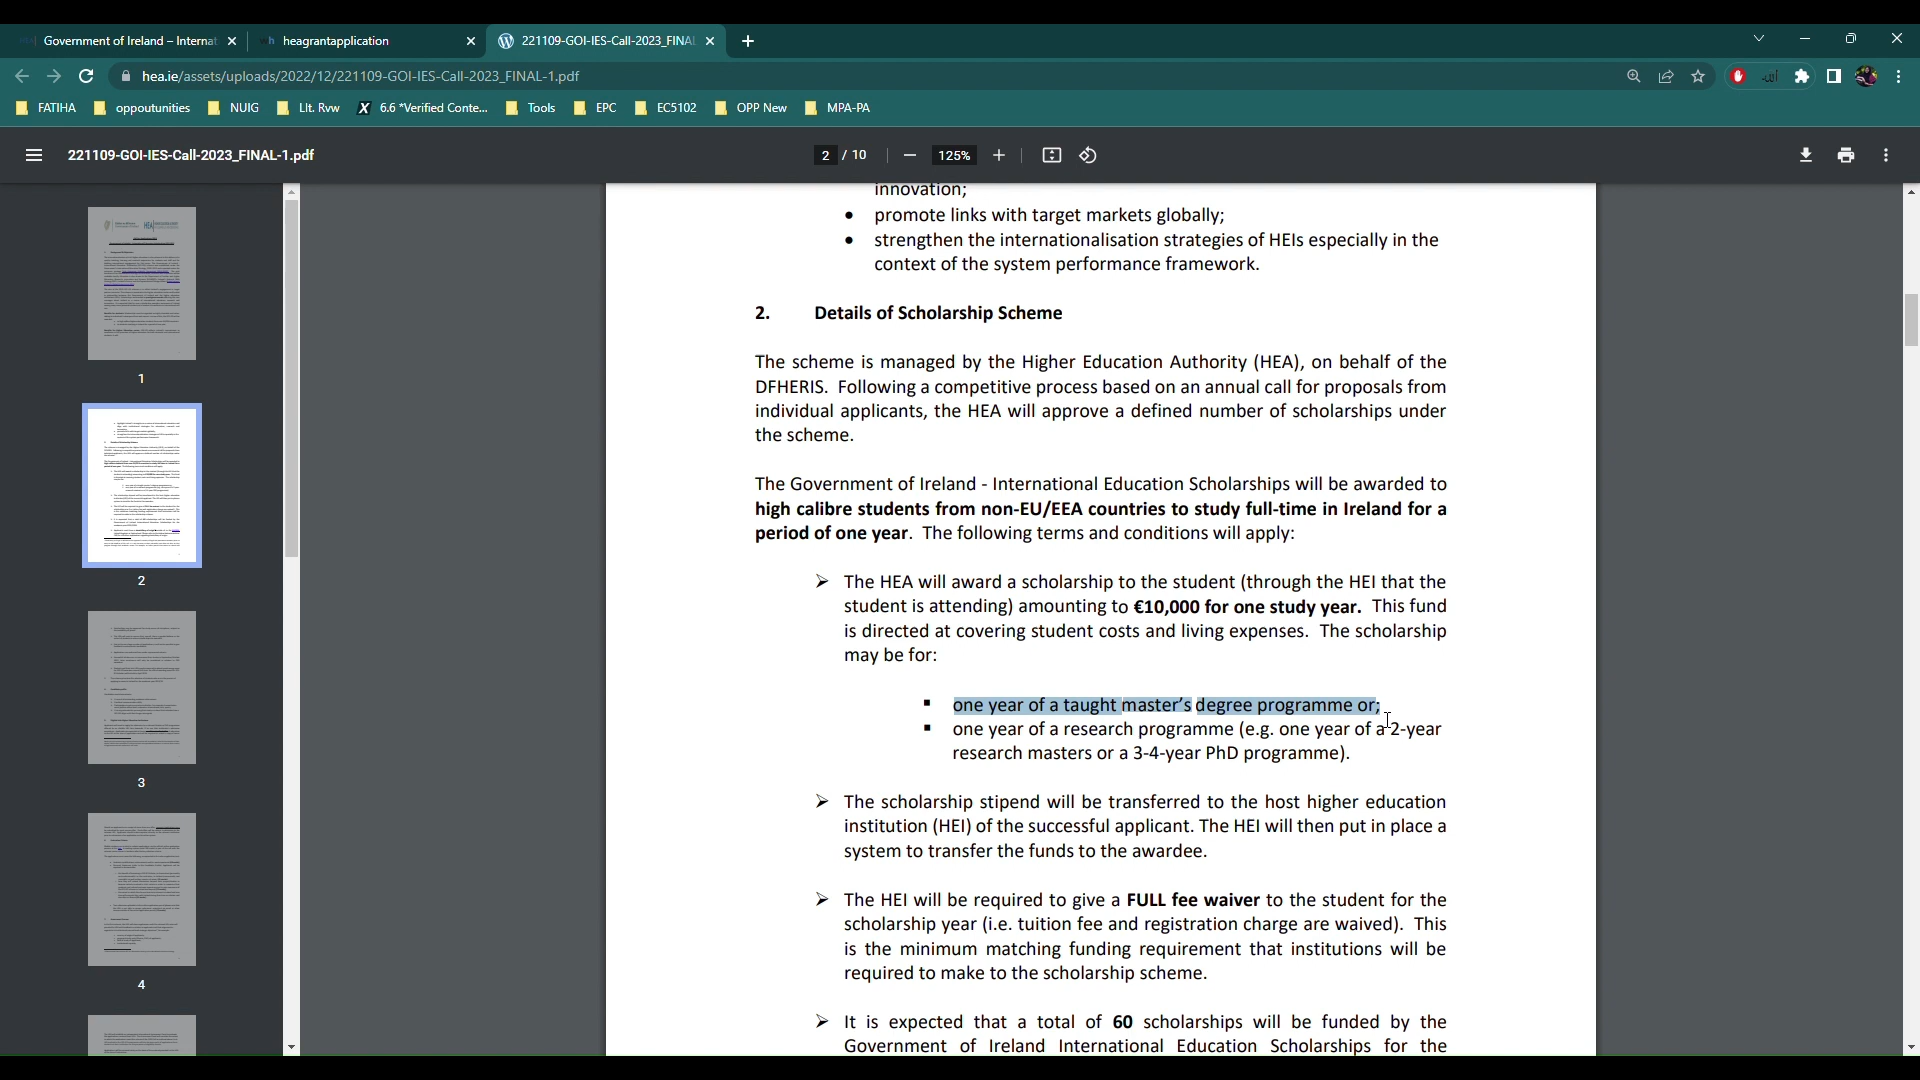 Government of Ireland – Internat
heagrantapplication
221109-GOI-IES-Call-2023_FINAL
hea.ie/assets/uploads/2022/12/221109-GOI-IES-Call-2023_FINAL-1.pdf
FATIHA
oppoutunities
NUIG
LIt. Rvw
6.6 *Verified Conte...
Tools
EPC
EC5102
OPP New
MPA-PA
221109-GOI-IES-Call-2023_FINAL-1.pdf
2 / 10
125%
1
2
3
4
innovation;
• promote links with target markets globally;
• strengthen the internationalisation strategies of HEIs especially in the
context of the system performance framework.
2. Details of Scholarship Scheme
The scheme is managed by the Higher Education Authority (HEA), on behalf of the
DFHERIS. Following a competitive process based on an annual call for proposals from
individual applicants, the HEA will approve a defined number of scholarships under
the scheme.
The Government of Ireland - International Education Scholarships will be awarded to
high calibre students from non-EU/EEA countries to study full-time in Ireland for a
period of one year. The following terms and conditions will apply:
➢ The HEA will award a scholarship to the student (through the HEI that the
student is attending) amounting to €10,000 for one study year. This fund
is directed at covering student costs and living expenses. The scholarship
may be for:
▪ one year of a taught master's degree programme or;
▪ one year of a research programme (e.g. one year of a 2-year
research masters or a 3-4-year PhD programme).
➢ The scholarship stipend will be transferred to the host higher education
institution (HEI) of the successful applicant. The HEI will then put in place a
system to transfer the funds to the awardee.
➢ The HEI will be required to give a FULL fee waiver to the student for the
scholarship year (i.e. tuition fee and registration charge are waived). This
is the minimum matching funding requirement that institutions will be
required to make to the scholarship scheme.
➢ It is expected that a total of 60 scholarships will be funded by the
Government of Ireland International Education Scholarships for the